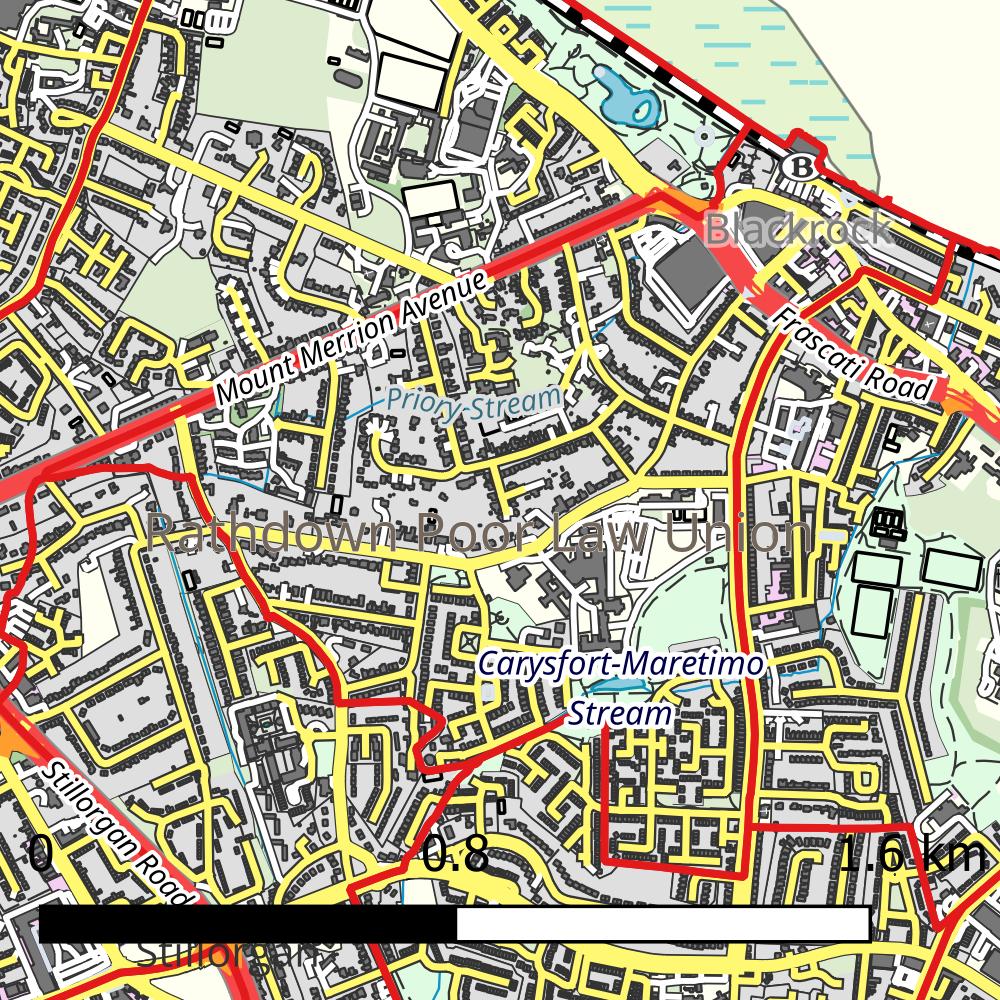 B
Blackrock
Mount Merrion Avenue
Frascati Road
Priory Stream
Rathdown Poor Law Union
Carysfort-Maretimo
Stream
Stillorgan Road
0
0.8
1.6 km
Stillorgan